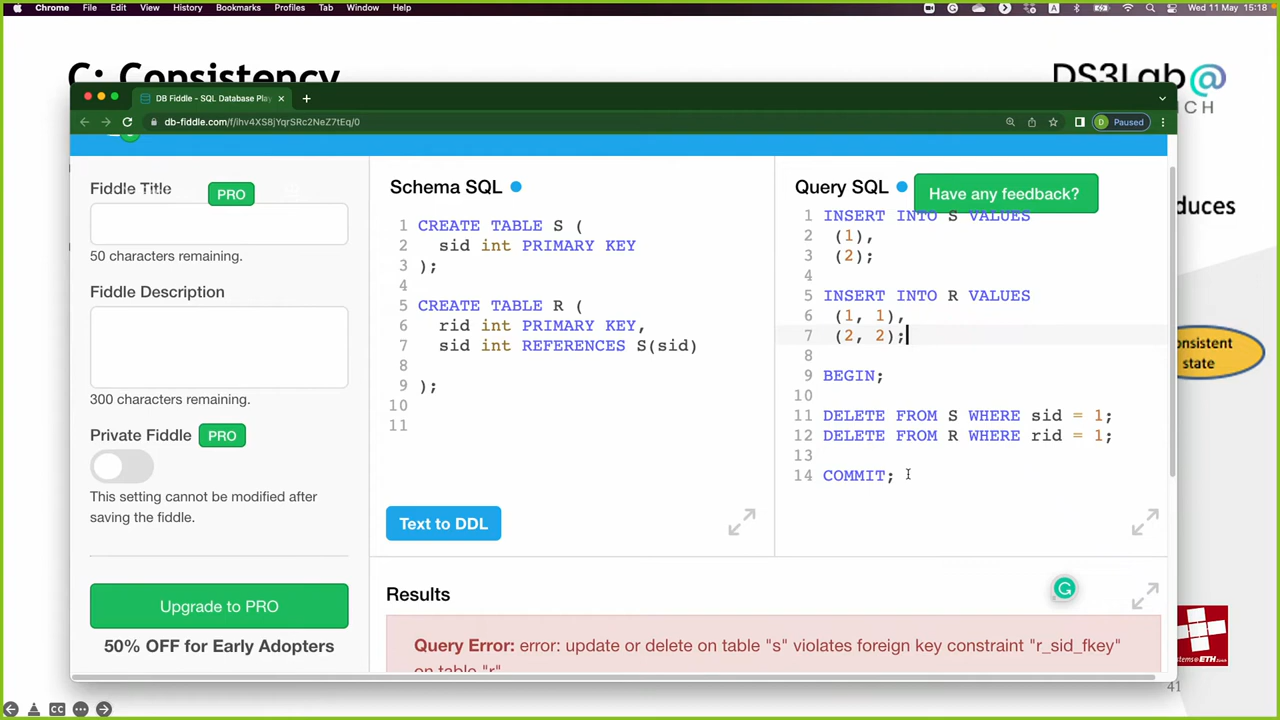 Chrome File Edit View History Bookmarks Profiles Tab Window Help A Wed 11 May 15:18
C: Consistency
DS3Lab@
DB Fiddle - SQL Database Play
db-fiddle.com/f/ihv4XS8jYqrSRc2NeZ7tEq/0
D Paused
Fiddle Title PRO
50 characters remaining.
Fiddle Description
300 characters remaining.
Private Fiddle PRO
This setting cannot be modified after
saving the fiddle.
Upgrade to PRO
50% OFF for Early Adopters
Schema SQL
1 CREATE TABLE S (
2 sid int PRIMARY KEY
3 );
4
5 CREATE TABLE R (
6 rid int PRIMARY KEY,
7 sid int REFERENCES S(sid)
8
9 );
10
11
Text to DDL
Query SQL
Have any feedback?
1 INSERT INTO S VALUES
2 (1),
3 (2);
4
5 INSERT INTO R VALUES
6 (1, 1),
7 (2, 2);
8
9 BEGIN;
10
11 DELETE FROM S WHERE sid = 1;
12 DELETE FROM R WHERE rid = 1;
13
14 COMMIT;
Results
Query Error: error: update or delete on table "s" violates foreign key constraint "r_sid_fkey"
on table "r"
duces
onsistent
state
stems@ETH Zürich
41
CC